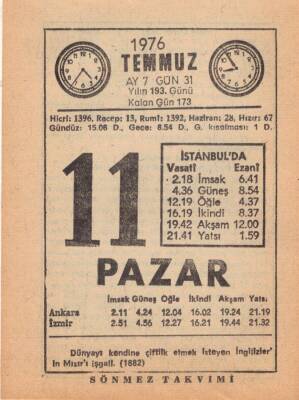 1976
TEMMUZ
AY 7 GÜN 31
Yılın 193. Günü
Kalan Gün 173
Hicri: 1396, Recep: 13, Rumi: 1392, Haziran: 28, Hızır: 67
Gündüz: 15.06 D., Gece: 8.54 D., G. kısalması: 1 D.
11
İSTANBUL'DA
Vasatî Ezanî
2.18 İmsak 6.41
4.36 Güneş 8.54
12.19 Öğle 4.37
16.19 İkindi 8.37
19.42 Akşam 12.00
21.41 Yatsı 1.59
PAZAR
İmsak Güneş Öğle İkindi Akşam Yatsı
Ankara 2.11 4.24 12.04 16.02 19.24 21.19
İzmir 2.51 4.56 12.27 16.21 19.44 21.32
Dünyayı kendine çiftlik etmek isteyen İngilizler'
in Mısır'ı işgali. (1882)
SÖNMEZ TAKVİMİ